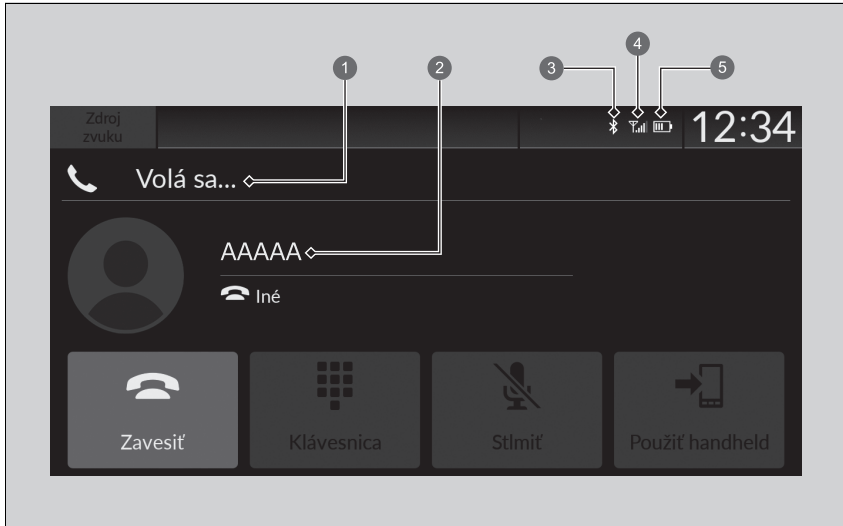 1
2
3
4
5
Zdroj
zvuku
12:34
Volá sa...
AAAAA
Iné
Zavesiť
Klávesnica
Stlmiť
Použiť handheld